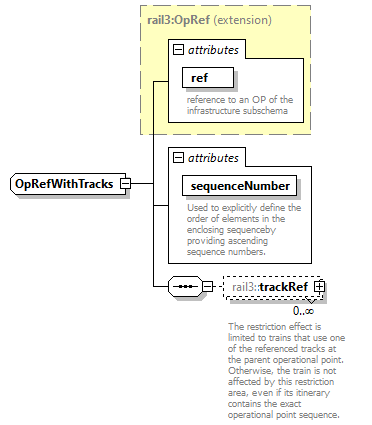 rail3:OpRef (extension)
attributes
ref
reference to an OP of the
infrastructure subschema
OpRefWithTracks
attributes
sequenceNumber
Used to explicitly define the
order of elements in the
enclosing sequenceby
providing ascending
sequence numbers.
rail3::trackRef
0..∞
The restriction effect is
limited to trains that use one
of the referenced tracks at
the parent operational point.
Otherwise, the train is not
affected by this restriction
area, even if its itinerary
contains the exact
operational point sequence.